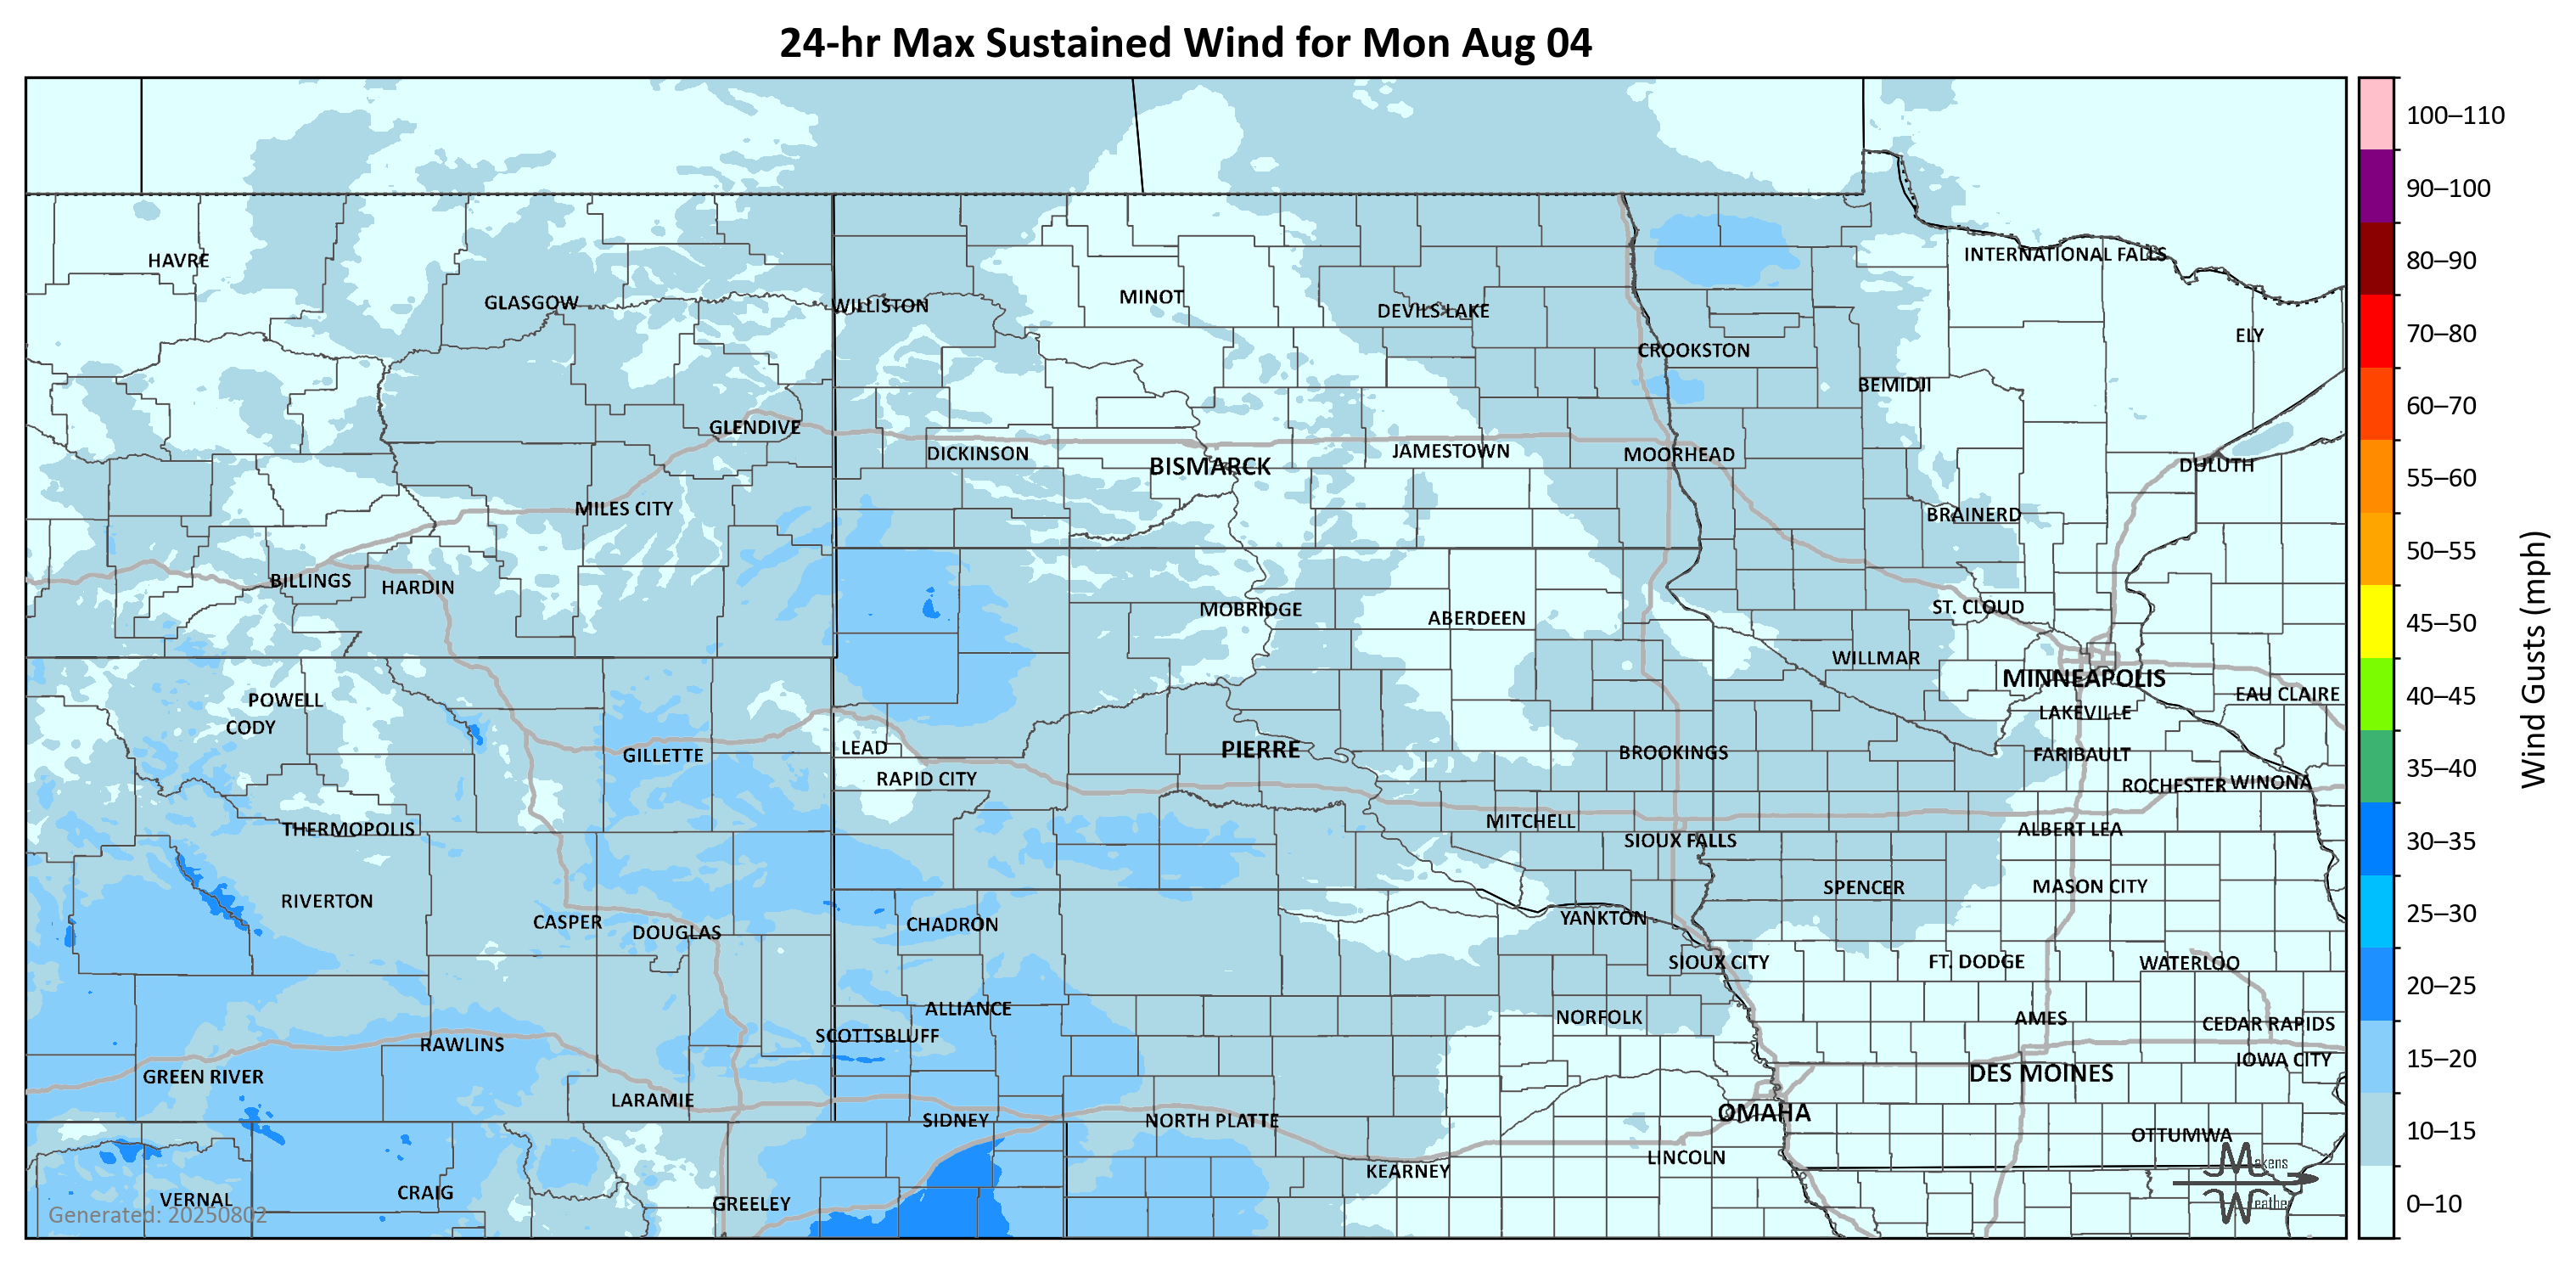 24-hr Max Sustained Wind for Mon Aug 04
100–110
90–100
80–90
70–80
60–70
55–60
50–55
45–50
40–45
35–40
30–35
25–30
20–25
15–20
10–15
0–10
Wind Gusts (mph)
HAVRE
INTERNATIONAL FALLS
GLASGOW
WILLISTON
MINOT
DEVILS LAKE
ELY
CROOKSTON
BEMIDJI
GLENDIVE
DICKINSON
BISMARCK
JAMESTOWN
MOORHEAD
DULUTH
MILES CITY
BRAINERD
BILLINGS
HARDIN
MOBRIDGE
ABERDEEN
ST. CLOUD
WILLMAR
MINNEAPOLIS
POWELL
EAU CLAIRE
CODY
LAKEVILLE
GILLETTE
LEAD
PIERRE
BROOKINGS
FARIBAULT
RAPID CITY
ROCHESTER
WINONA
THERMOPOLIS
MITCHELL
SIOUX FALLS
ALBERT LEA
RIVERTON
SPENCER
MASON CITY
CASPER
DOUGLAS
CHADRON
YANKTON
SIOUX CITY
FT. DODGE
WATERLOO
ALLIANCE
NORFOLK
AMES
CEDAR RAPIDS
RAWLINS
SCOTTSBLUFF
IOWA CITY
GREEN RIVER
DES MOINES
LARAMIE
SIDNEY
NORTH PLATTE
OMAHA
OTTUMWA
LINCOLN
KEARNEY
VERNAL
CRAIG
GREELEY
Makens
Weather
Generated: 20250802